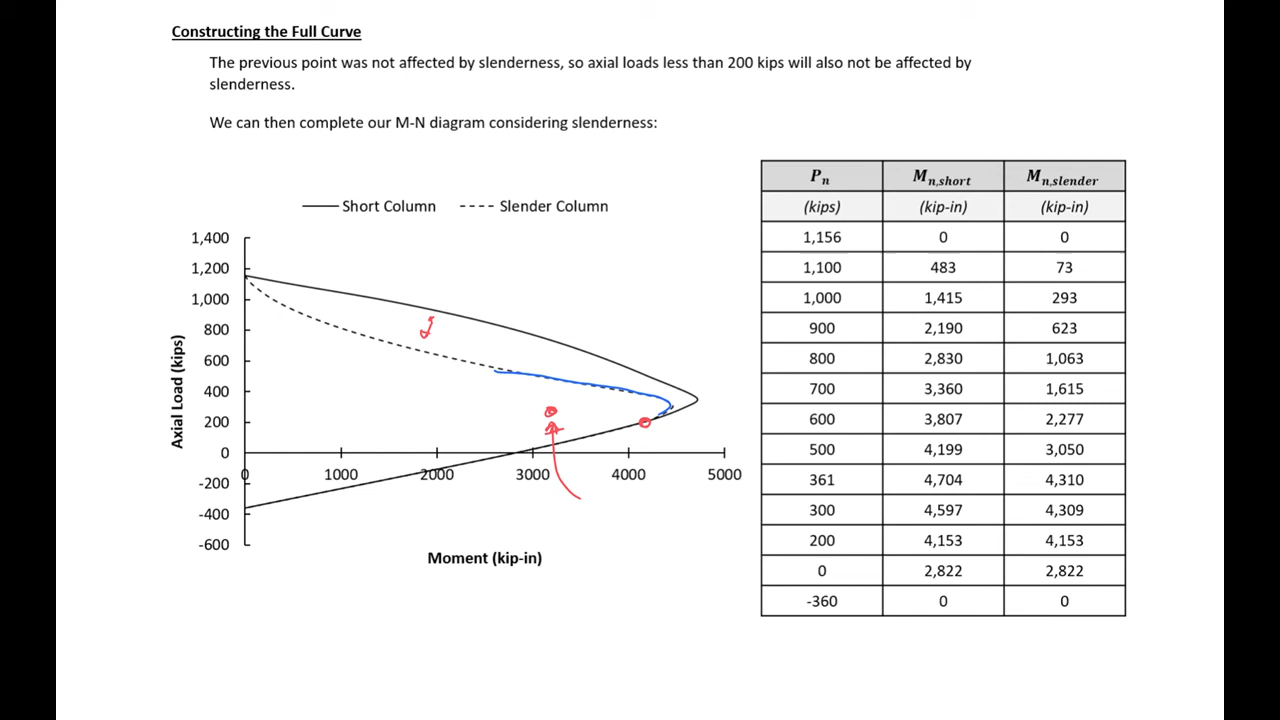 Constructing the Full Curve
The previous point was not affected by slenderness, so axial loads less than 200 kips will also not be affected by
slenderness.
We can then complete our M-N diagram considering slenderness:
Short Column Slender Column
1,400
1,200
1,000
800
600
400
200
0
-200
-400
-600
Axial Load (kips)
0 1000 2000 3000 4000 5000
Moment (kip-in)
Pn Mn,short Mn,slender
(kips) (kip-in) (kip-in)
1,156 0 0
1,100 483 73
1,000 1,415 293
900 2,190 623
800 2,830 1,063
700 3,360 1,615
600 3,807 2,277
500 4,199 3,050
361 4,704 4,310
300 4,597 4,309
200 4,153 4,153
0 2,822 2,822
-360 0 0